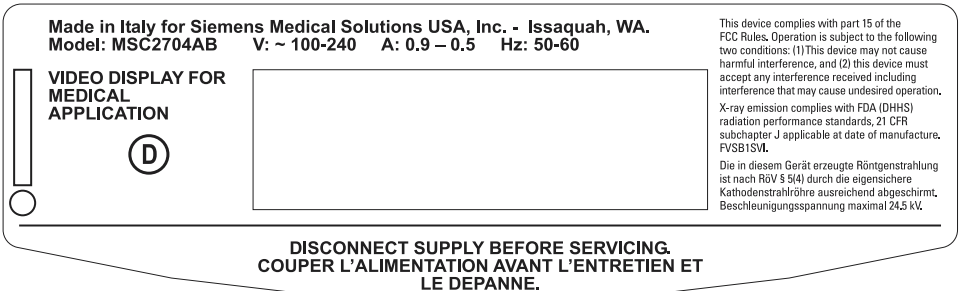 Made in Italy for Siemens Medical Solutions USA, Inc. - Issaquah, WA.
Model: MSC2704AB V: ~ 100-240 A: 0.9 – 0.5 Hz: 50-60
VIDEO DISPLAY FOR
MEDICAL
APPLICATION
D
This device complies with part 15 of the
FCC Rules. Operation is subject to the following
two conditions: (1) This device may not cause
harmful interference, and (2) this device must
accept any interference received including
interference that may cause undesired operation.
X-ray emission complies with FDA (DHHS)
radiation performance standards, 21 CFR
subchapter J applicable at date of manufacture.
FVSB1SVI.
Die in diesem Gerät erzeugte Röntgenstrahlung
ist nach RöV § 5(4) durch die eigensichere
Kathodenstrahlröhre ausreichend abgeschirmt.
Beschleunigungsspannung maximal 24.5 kV.
DISCONNECT SUPPLY BEFORE SERVICING.
COUPER L’ALIMENTATION AVANT L’ENTRETIEN ET
LE DEPANNE.